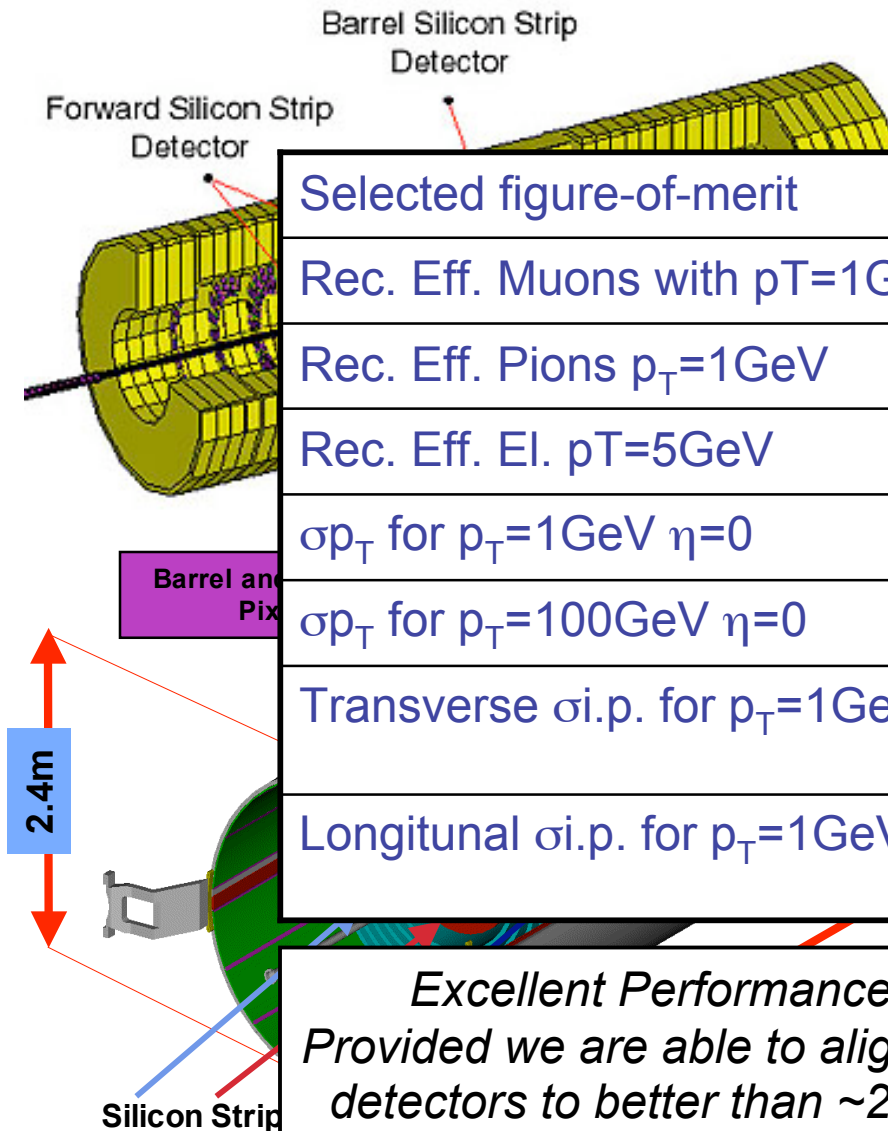 Barrel Silicon Strip
Detector
Forward Silicon Strip
Detector
Selected figure-of-merit
Rec. Eff. Muons with pT=1G
Rec. Eff. Pions pT=1GeV
Rec. Eff. El. pT=5GeV
σpT for pT=1GeV η=0
σpT for pT=100GeV η=0
Transverse σi.p. for pT=1Ge
Longitunal σi.p. for pT=1GeV
Barrel and
Pix
2.4m
Excellent Performance
Provided we are able to alig
detectors to better than ~2
Silicon Strip